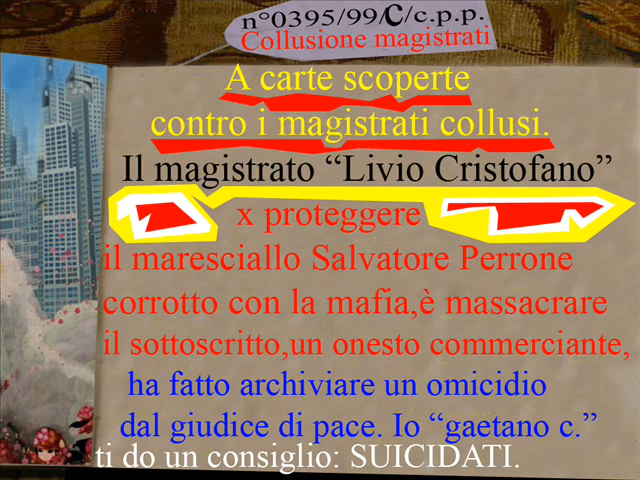 n°0395/99/C/c.p.p.
Collusione magistrati
A carte scoperte
contro i magistrati collusi.
Il magistrato “Livio Cristofano”
x proteggere
il maresciallo Salvatore Perrone
corrotto con la mafia,è massacrare
il sottoscritto,un onesto commerciante,
ha fatto archiviare un omicidio
dal giudice di pace. Io “gaetano c.”
ti do un consiglio: SUICIDATI.